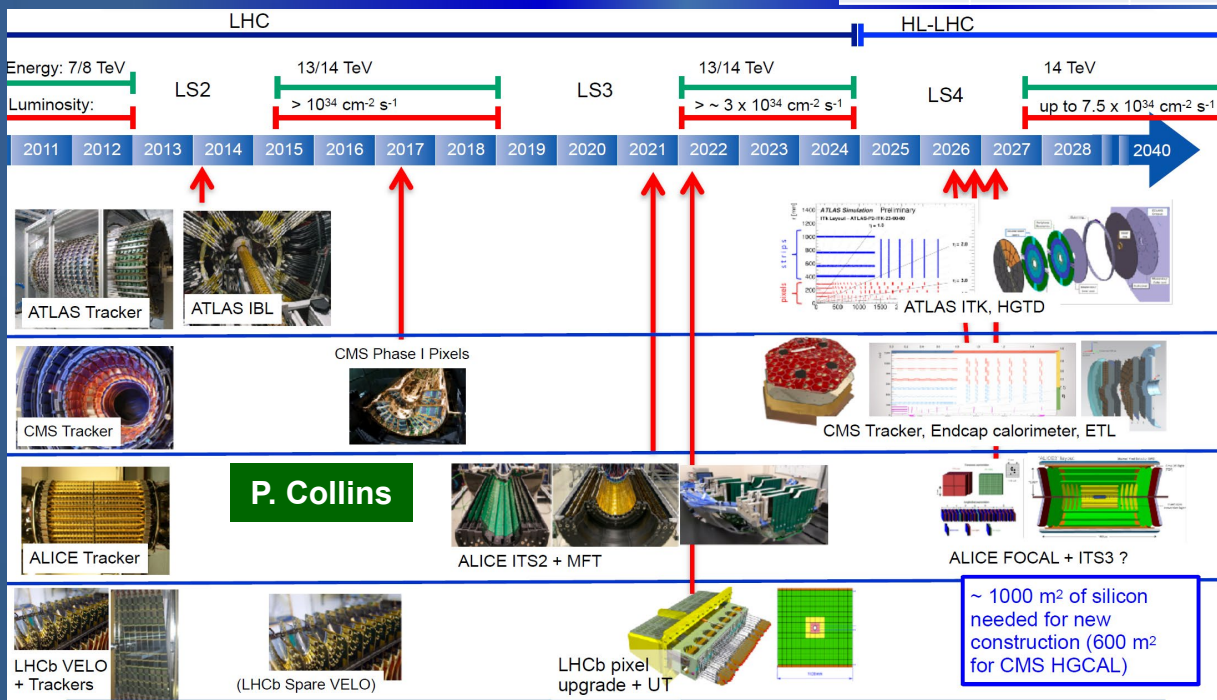 LHC
HL-LHC
Energy: 7/8 TeV
13/14 TeV
13/14 TeV
14 TeV
LS2
LS3
LS4
Luminosity:
> 10³⁴ cm-2 s⁻¹
> ~ 3 x 10³⁴ cm-2 s⁻¹
up to 7.5 x 10³⁴ cm-2 s⁻¹
2011 2012 2013 2014 2015 2016 2017 2018 2019 2020 2021 2022 2023 2024 2025 2026 2027 2028 2040
ATLAS Simulation Preliminary
strips
pixels
ATLAS Tracker
ATLAS IBL
ATLAS ITK, HGTD
CMS Phase I Pixels
CMS Tracker
CMS Tracker, Endcap calorimeter, ETL
P. Collins
ALICE Tracker
ALICE ITS2 + MFT
ALICE FOCAL + ITS3 ?
LHCb VELO
+ Trackers
(LHCb Spare VELO)
LHCb pixel
upgrade + UT
~ 1000 m² of silicon
needed for new
construction (600 m²
for CMS HGCAL)